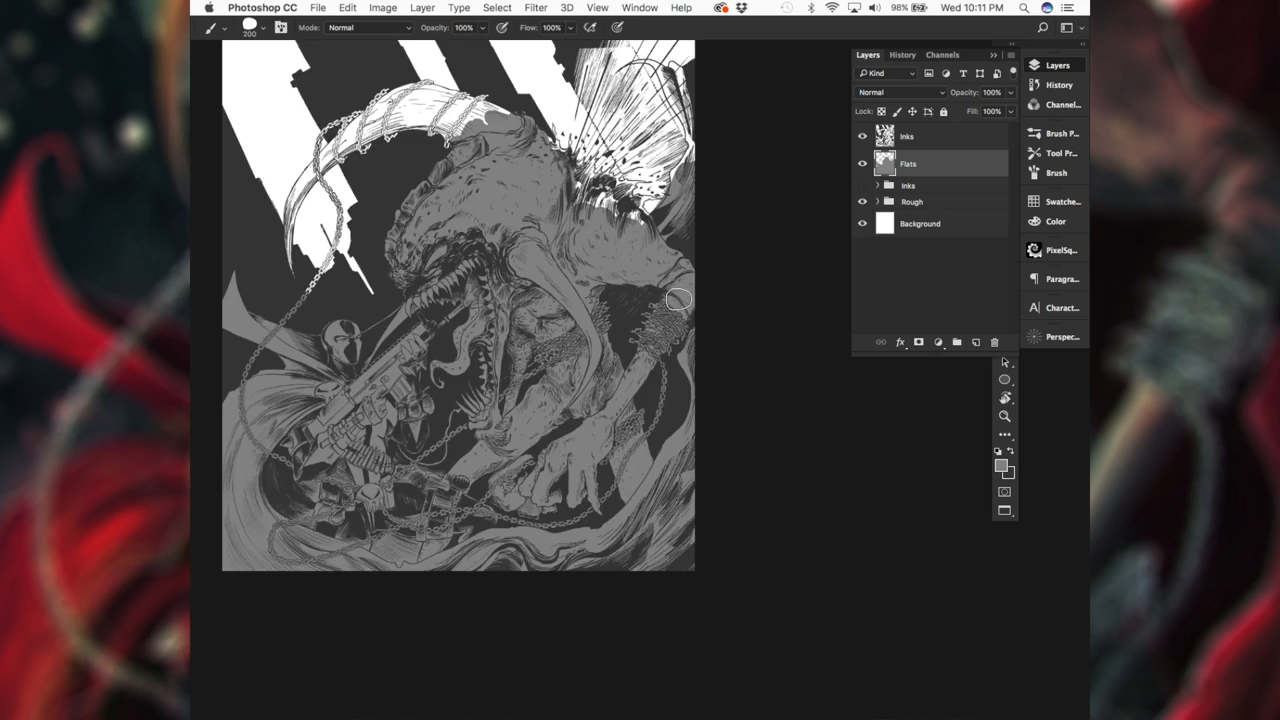 Photoshop CC File Edit Image Layer Type Select Filter 3D View Window Help 98% Wed 10:11 PM
200 Mode: Normal Opacity: 100% Flow: 100%
Layers History Channels
Kind
Normal Opacity: 100%
Lock: Fill: 100%
Inks
Flats
Inks
Rough
Background
Layers
History
Channel...
Brush P...
Tool Pr...
Brush
Swatche...
Color
PixelSq...
Paragra...
Charact...
Perspec...